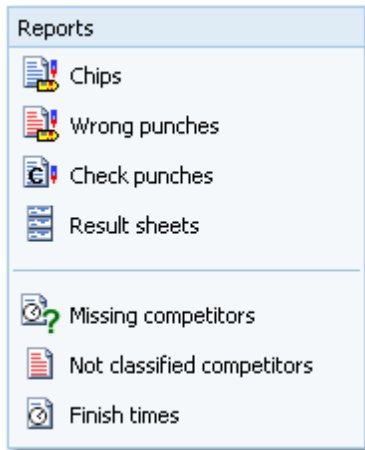 Reports
Chips
Wrong punches
Check punches
Result sheets
Missing competitors
Not classified competitors
Finish times